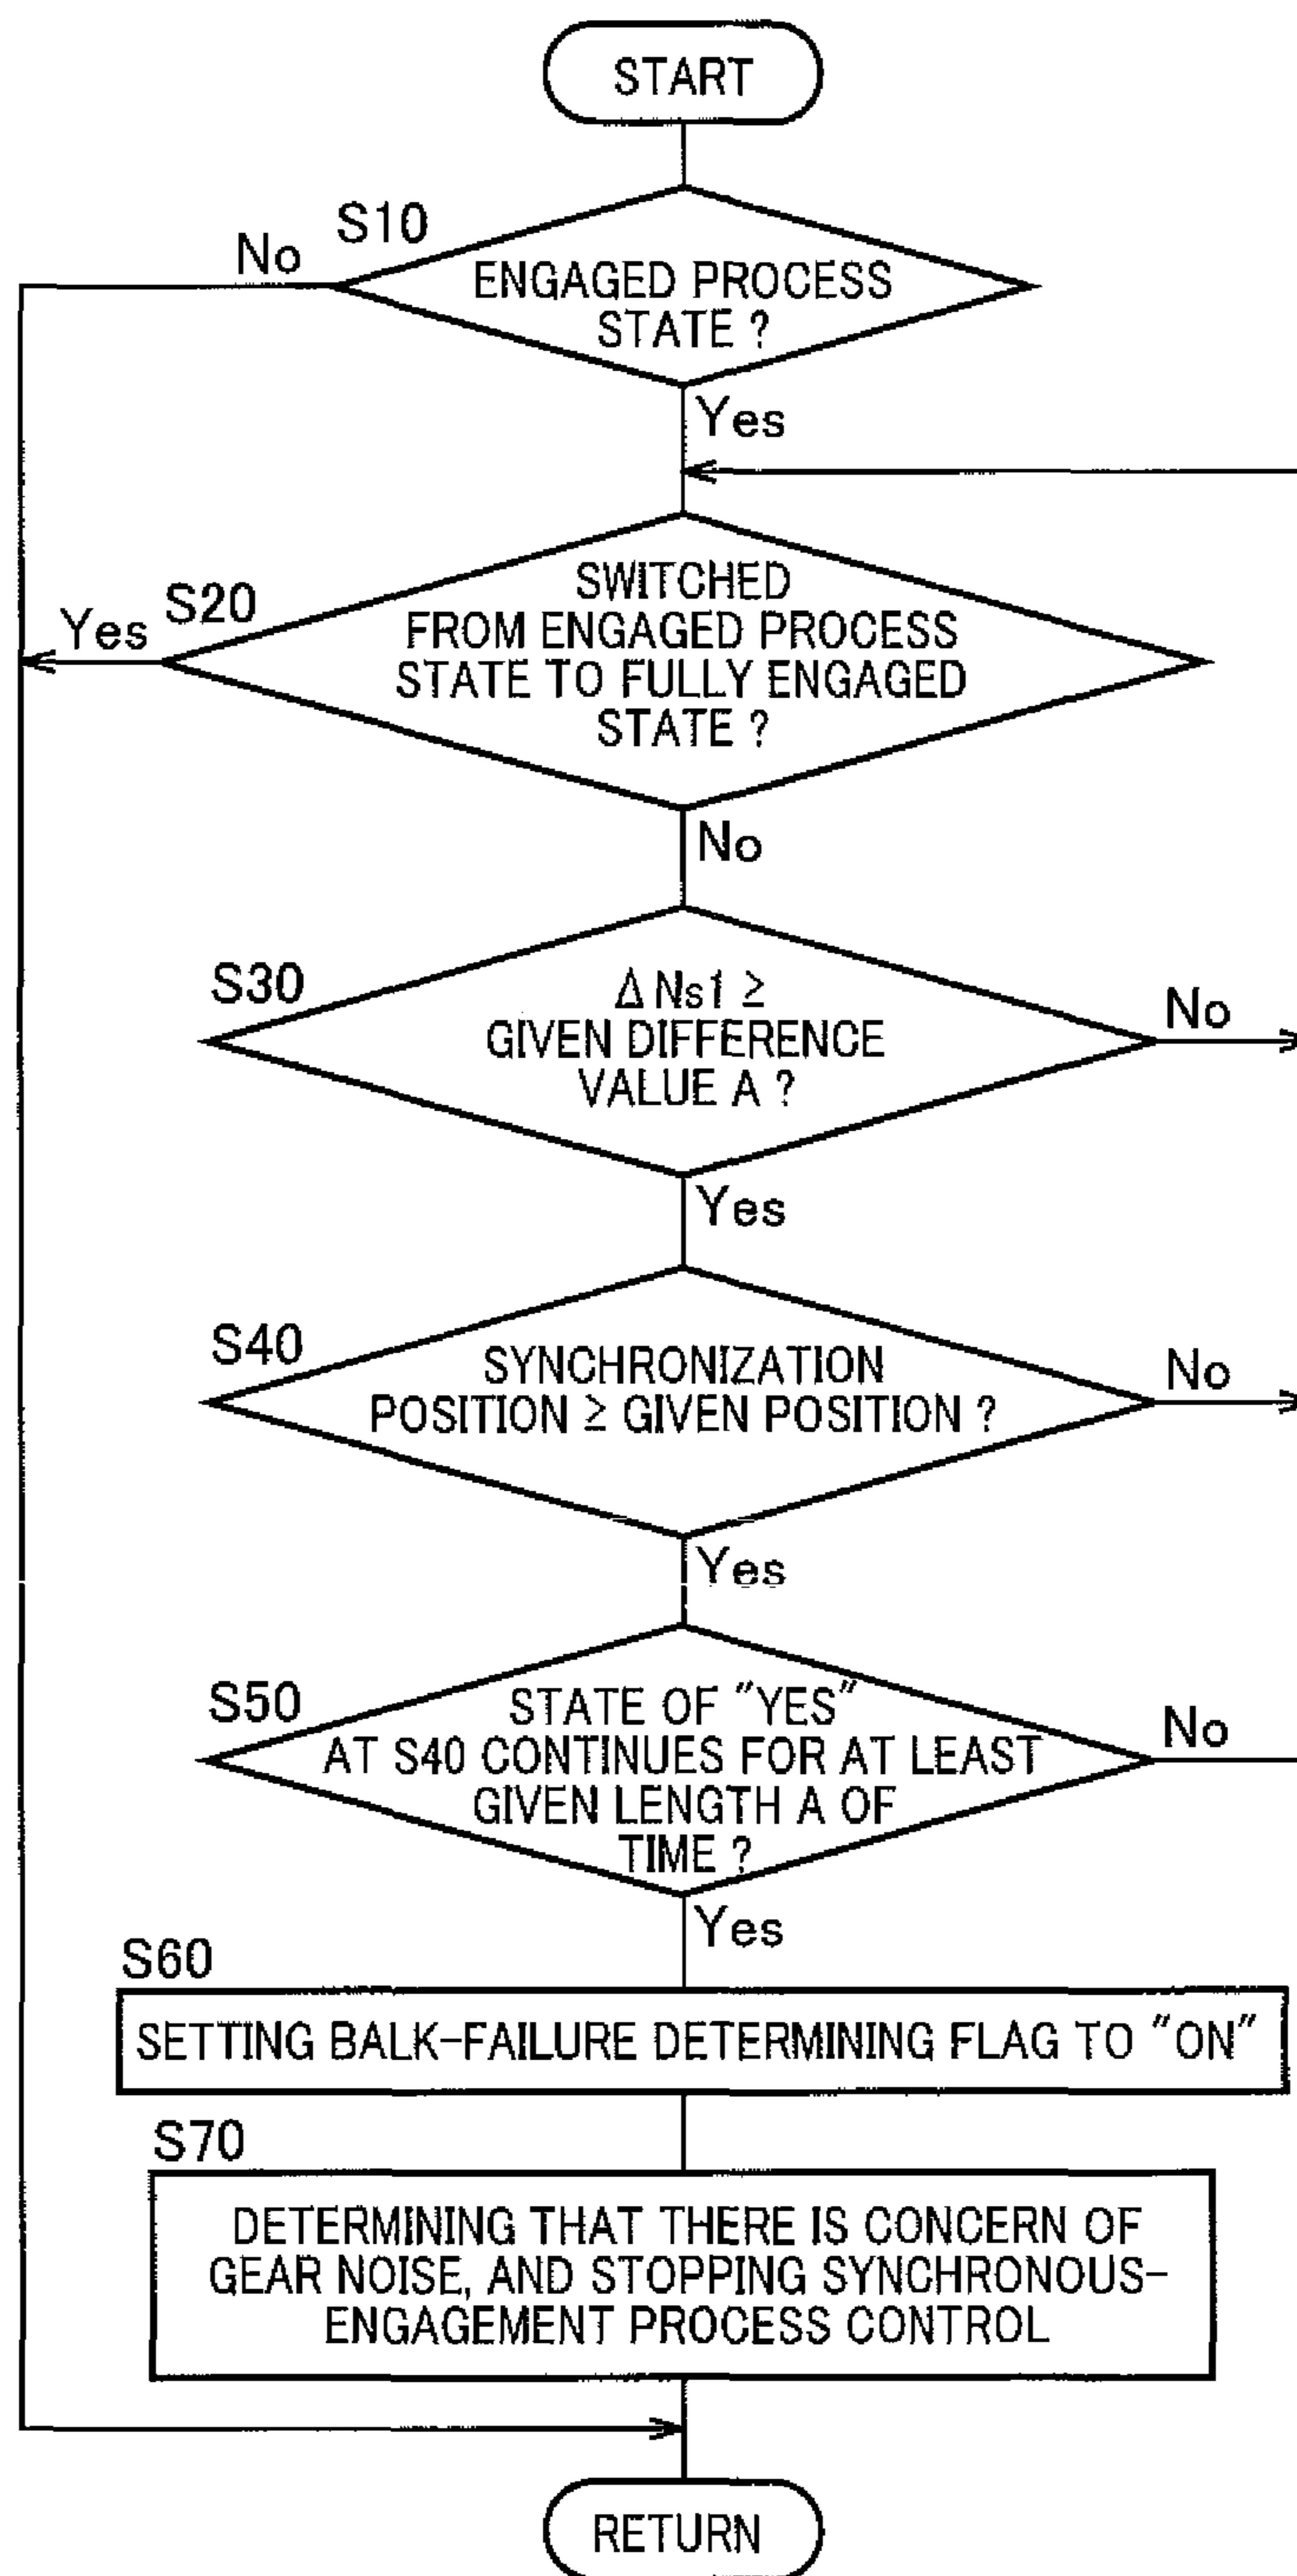 START
S10
No
ENGAGED PROCESS
STATE ?
Yes
S20
Yes
SWITCHED
FROM ENGAGED PROCESS
STATE TO FULLY ENGAGED
STATE ?
No
S30
Δ Ns1 ≥
GIVEN DIFFERENCE
VALUE A ?
No
Yes
S40
SYNCHRONIZATION
POSITION ≥ GIVEN POSITION ?
No
Yes
S50
STATE OF "YES"
AT S40 CONTINUES FOR AT LEAST
GIVEN LENGTH A OF
TIME ?
No
Yes
S60
SETTING BALK-FAILURE DETERMINING FLAG TO "ON"
S70
DETERMINING THAT THERE IS CONCERN OF
GEAR NOISE, AND STOPPING SYNCHRONOUS-
ENGAGEMENT PROCESS CONTROL
RETURN